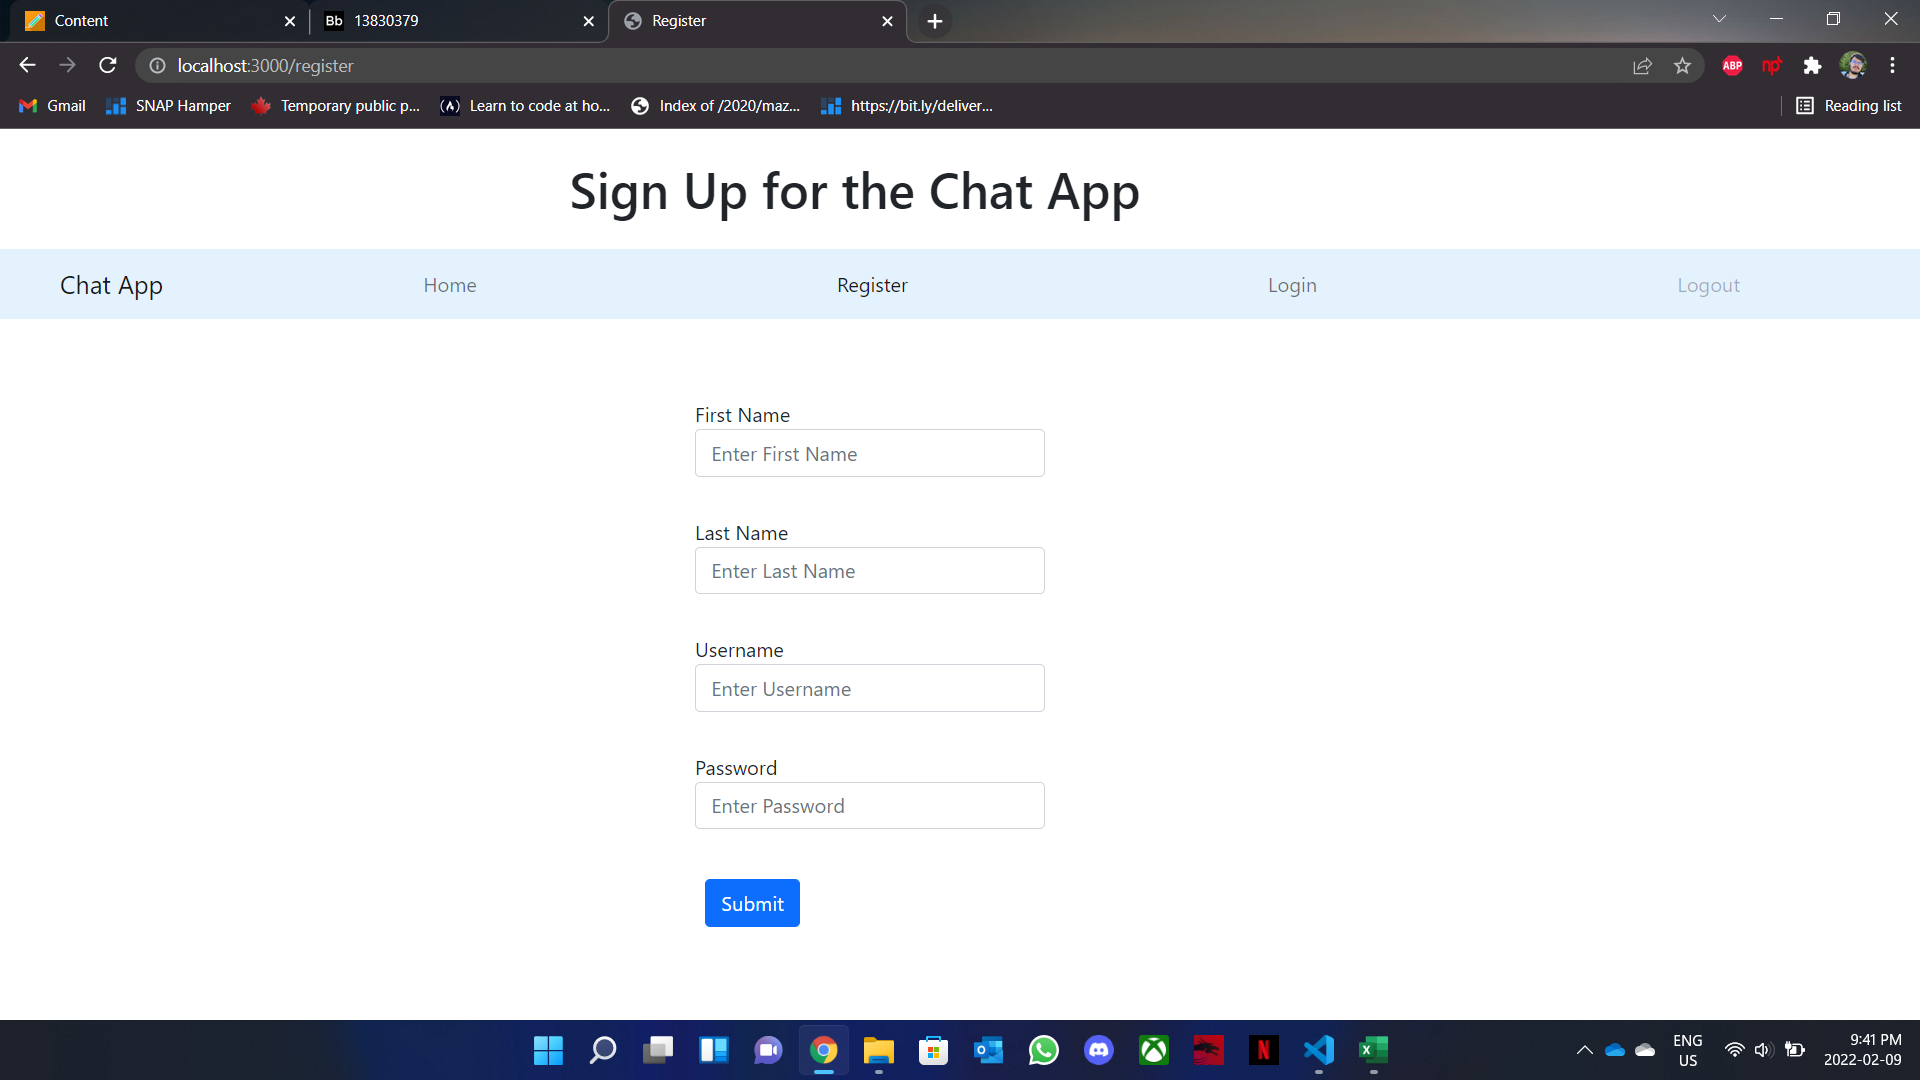 Content
Bb 13830379
Register
localhost:3000/register
ABP
np
Gmail
SNAP Hamper
Temporary public p...
Learn to code at ho...
Index of /2020/maz...
https://bit.ly/deliver...
Reading list
Sign Up for the Chat App
Chat App
Home
Register
Login
Logout
First Name
Enter First Name
Last Name
Enter Last Name
Username
Enter Username
Password
Enter Password
Submit
ENG
US
9:41 PM
2022-02-09